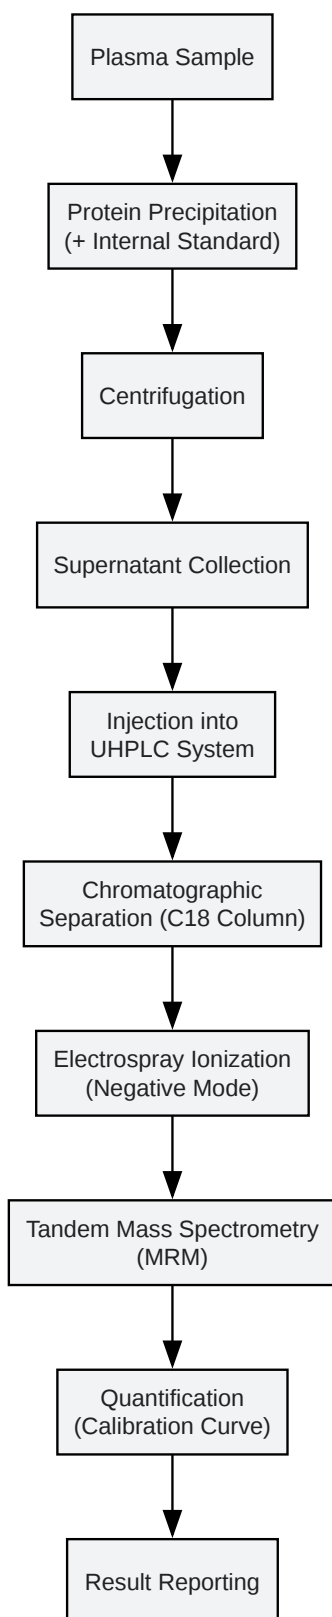 Plasma Sample
Protein Precipitation
(+ Internal Standard)
Centrifugation
Supernatant Collection
Injection into
UHPLC System
Chromatographic
Separation (C18 Column)
Electrospray Ionization
(Negative Mode)
Tandem Mass Spectrometry
(MRM)
Quantification
(Calibration Curve)
Result Reporting